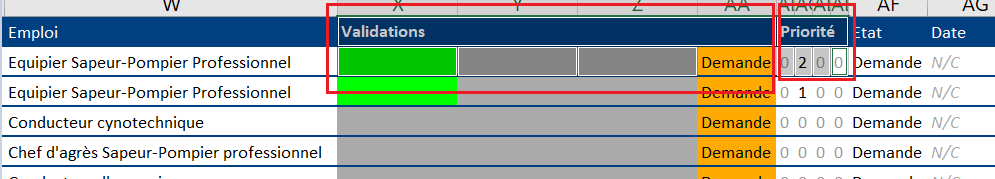 W X Y Z AA AF AG
Emploi Validations Priorité Etat Date
Equipier Sapeur-Pompier Professionnel Demande 0 2 0 0 Demande N/C
Equipier Sapeur-Pompier Professionnel Demande 0 1 0 0 Demande N/C
Conducteur cynotechnique Demande 0 0 0 0 Demande N/C
Chef d'agrès Sapeur-Pompier professionnel Demande 0 0 0 0 Demande N/C